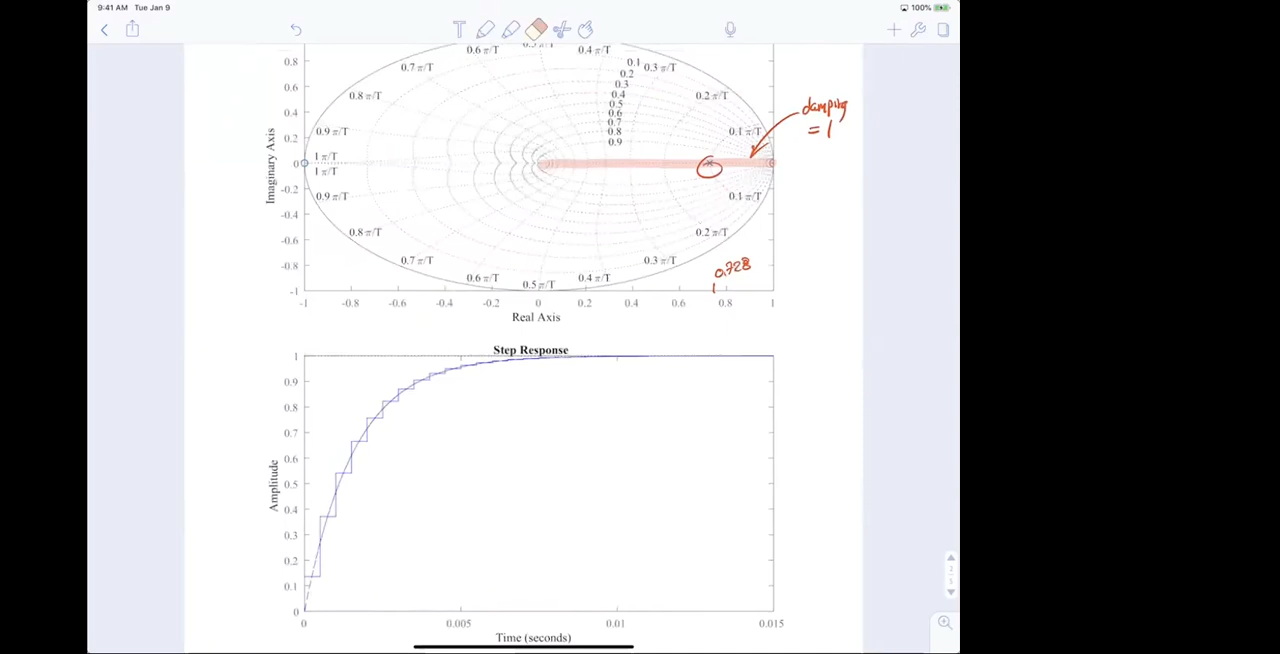 9:41 AM Tue Jan 9
100%
0.6 π/T
0.5 π/T
0.4 π/T
0.8
0.7 π/T
0.1
0.3 π/T
0.2
0.6
0.8 π/T
0.3
0.4
0.2 π/T
0.4
0.5
0.6
damping
= 1
0.2
0.9 π/T
0.7
0.8
0.1 π/T
0.9
0
1 π/T
1 π/T
-0.2
0.9 π/T
0.1 π/T
-0.4
-0.6
0.8 π/T
0.2 π/T
-0.8
0.7 π/T
0.3 π/T
0.728
0.6 π/T
0.5 π/T
0.4 π/T
-1
-1 -0.8 -0.6 -0.4 -0.2 0 0.2 0.4 0.6 0.8 1
Imaginary Axis
Real Axis
Step Response
1
0.9
0.8
0.7
0.6
0.5
0.4
0.3
0.2
0.1
0
Amplitude
0 0.005 0.01 0.015
Time (seconds)